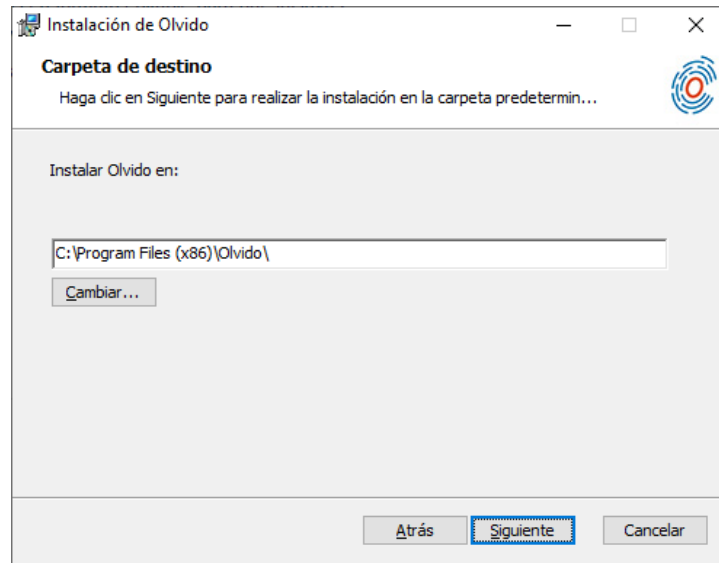 Instalación de Olvido
Carpeta de destino
Haga clic en Siguiente para realizar la instalación en la carpeta predetermin...
Instalar Olvido en:
C:\Program Files (x86)\Olvido\
Cambiar...
Atrás Siguiente Cancelar